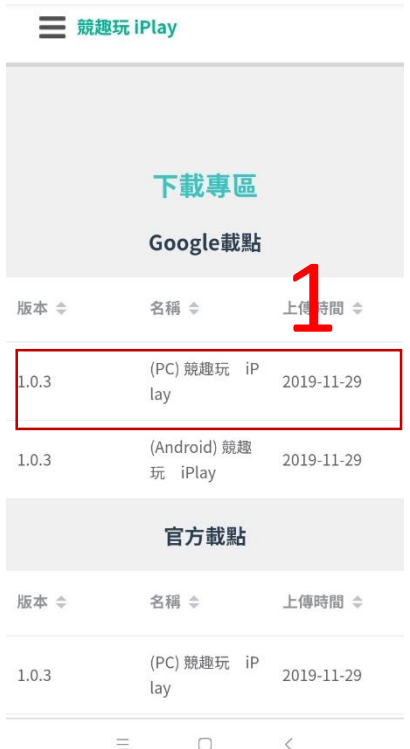 競趣玩 iPlay
下載專區
Google載點
1
版本 名稱 上傳時間
1.0.3 (PC) 競趣玩 iP
lay 2019-11-29
1.0.3 (Android) 競趣
玩 iPlay 2019-11-29
官方載點
版本 名稱 上傳時間
1.0.3 (PC) 競趣玩 iP
lay 2019-11-29